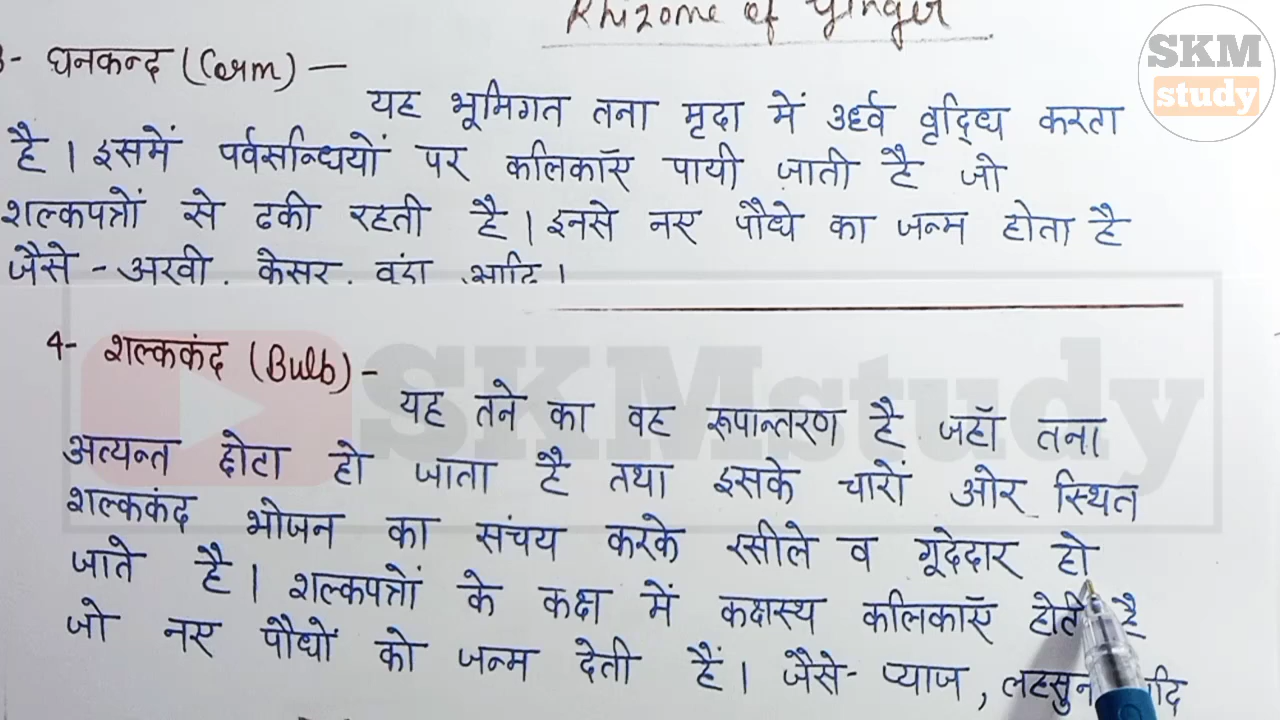 Rhizome of Ginger
SKM
study
3- घनकन्द (Corm) —
यह भूमिगत तना मृदा में उर्ध्व वृद्धि करता
है । इसमें पर्वसन्धियों पर कलिकाएँ पायी जाती है जो
शल्कपत्रों से ढकी रहती है । इनसे नए पौधे का जन्म होता है
जैसे - अरवी . केसर . बंडा आदि ।
4- शल्ककंद (Bulb) -
यह तने का वह रूपान्तरण है जहाँ तना
अत्यन्त छोटा हो जाता है तथा इसके चारों ओर स्थित
शल्ककंद भोजन का संचय करके रसीले व गूदेदार हो
जाते है । शल्कपत्रों के कक्ष में कक्षास्थ कलिकाएँ होती है
जो नए पौधों को जन्म देती हैं । जैसे- प्याज , लहसुन
SKMstudy